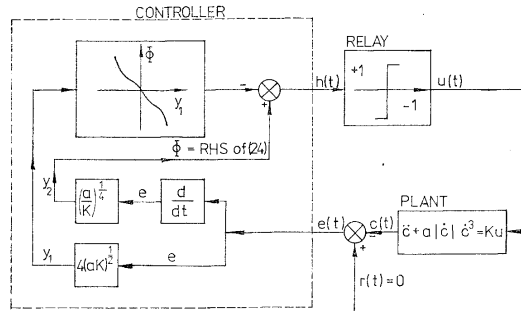 CONTROLLER
Φ
y₁
-
+
h(t)
RELAY
+1
-1
u(t)
Φ = RHS of (24)
y₂
(a/K)^1/4
e
d/dt
y₁
4(aK)^1/2
e
e(t)
c(t)
-
+
r(t)=0
PLANT
c̈ + a|ċ| ċ³ = Ku